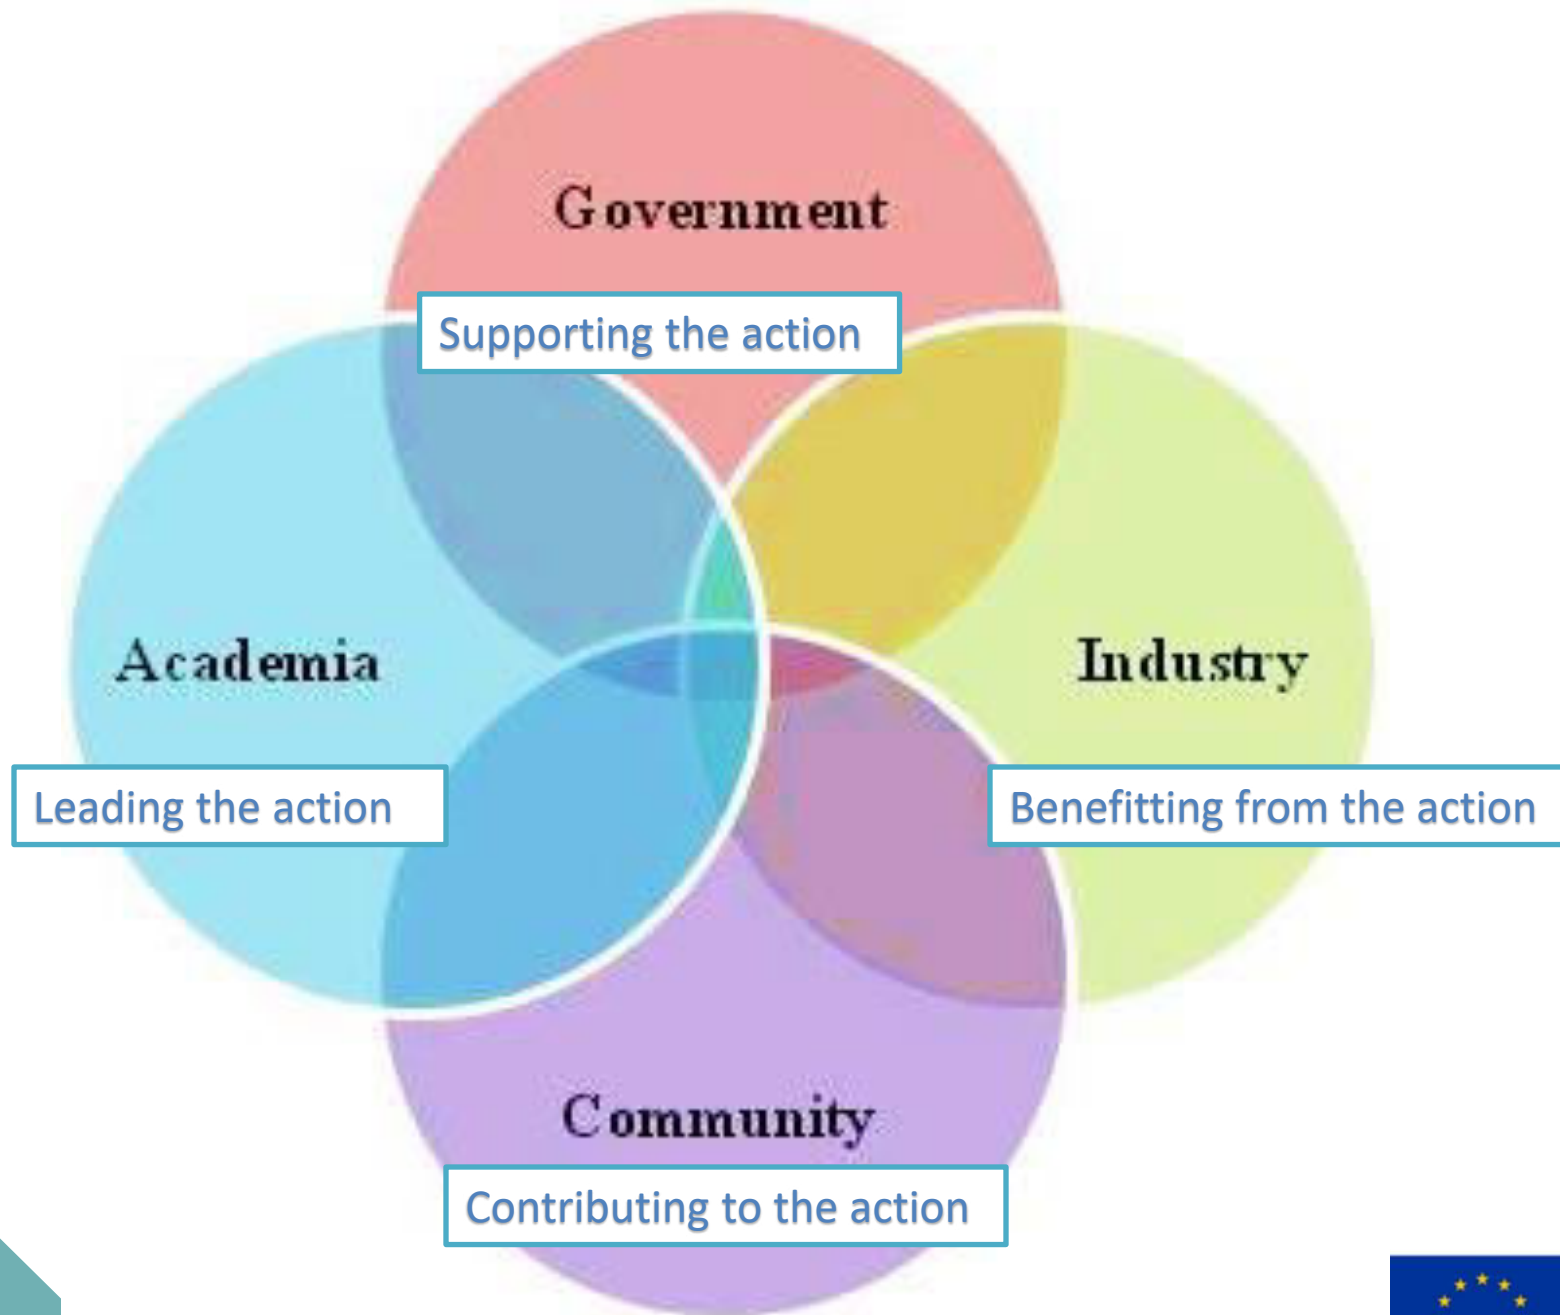 Government
Supporting the action
Academia
Industry
Leading the action
Benefitting from the action
Community
Contributing to the action